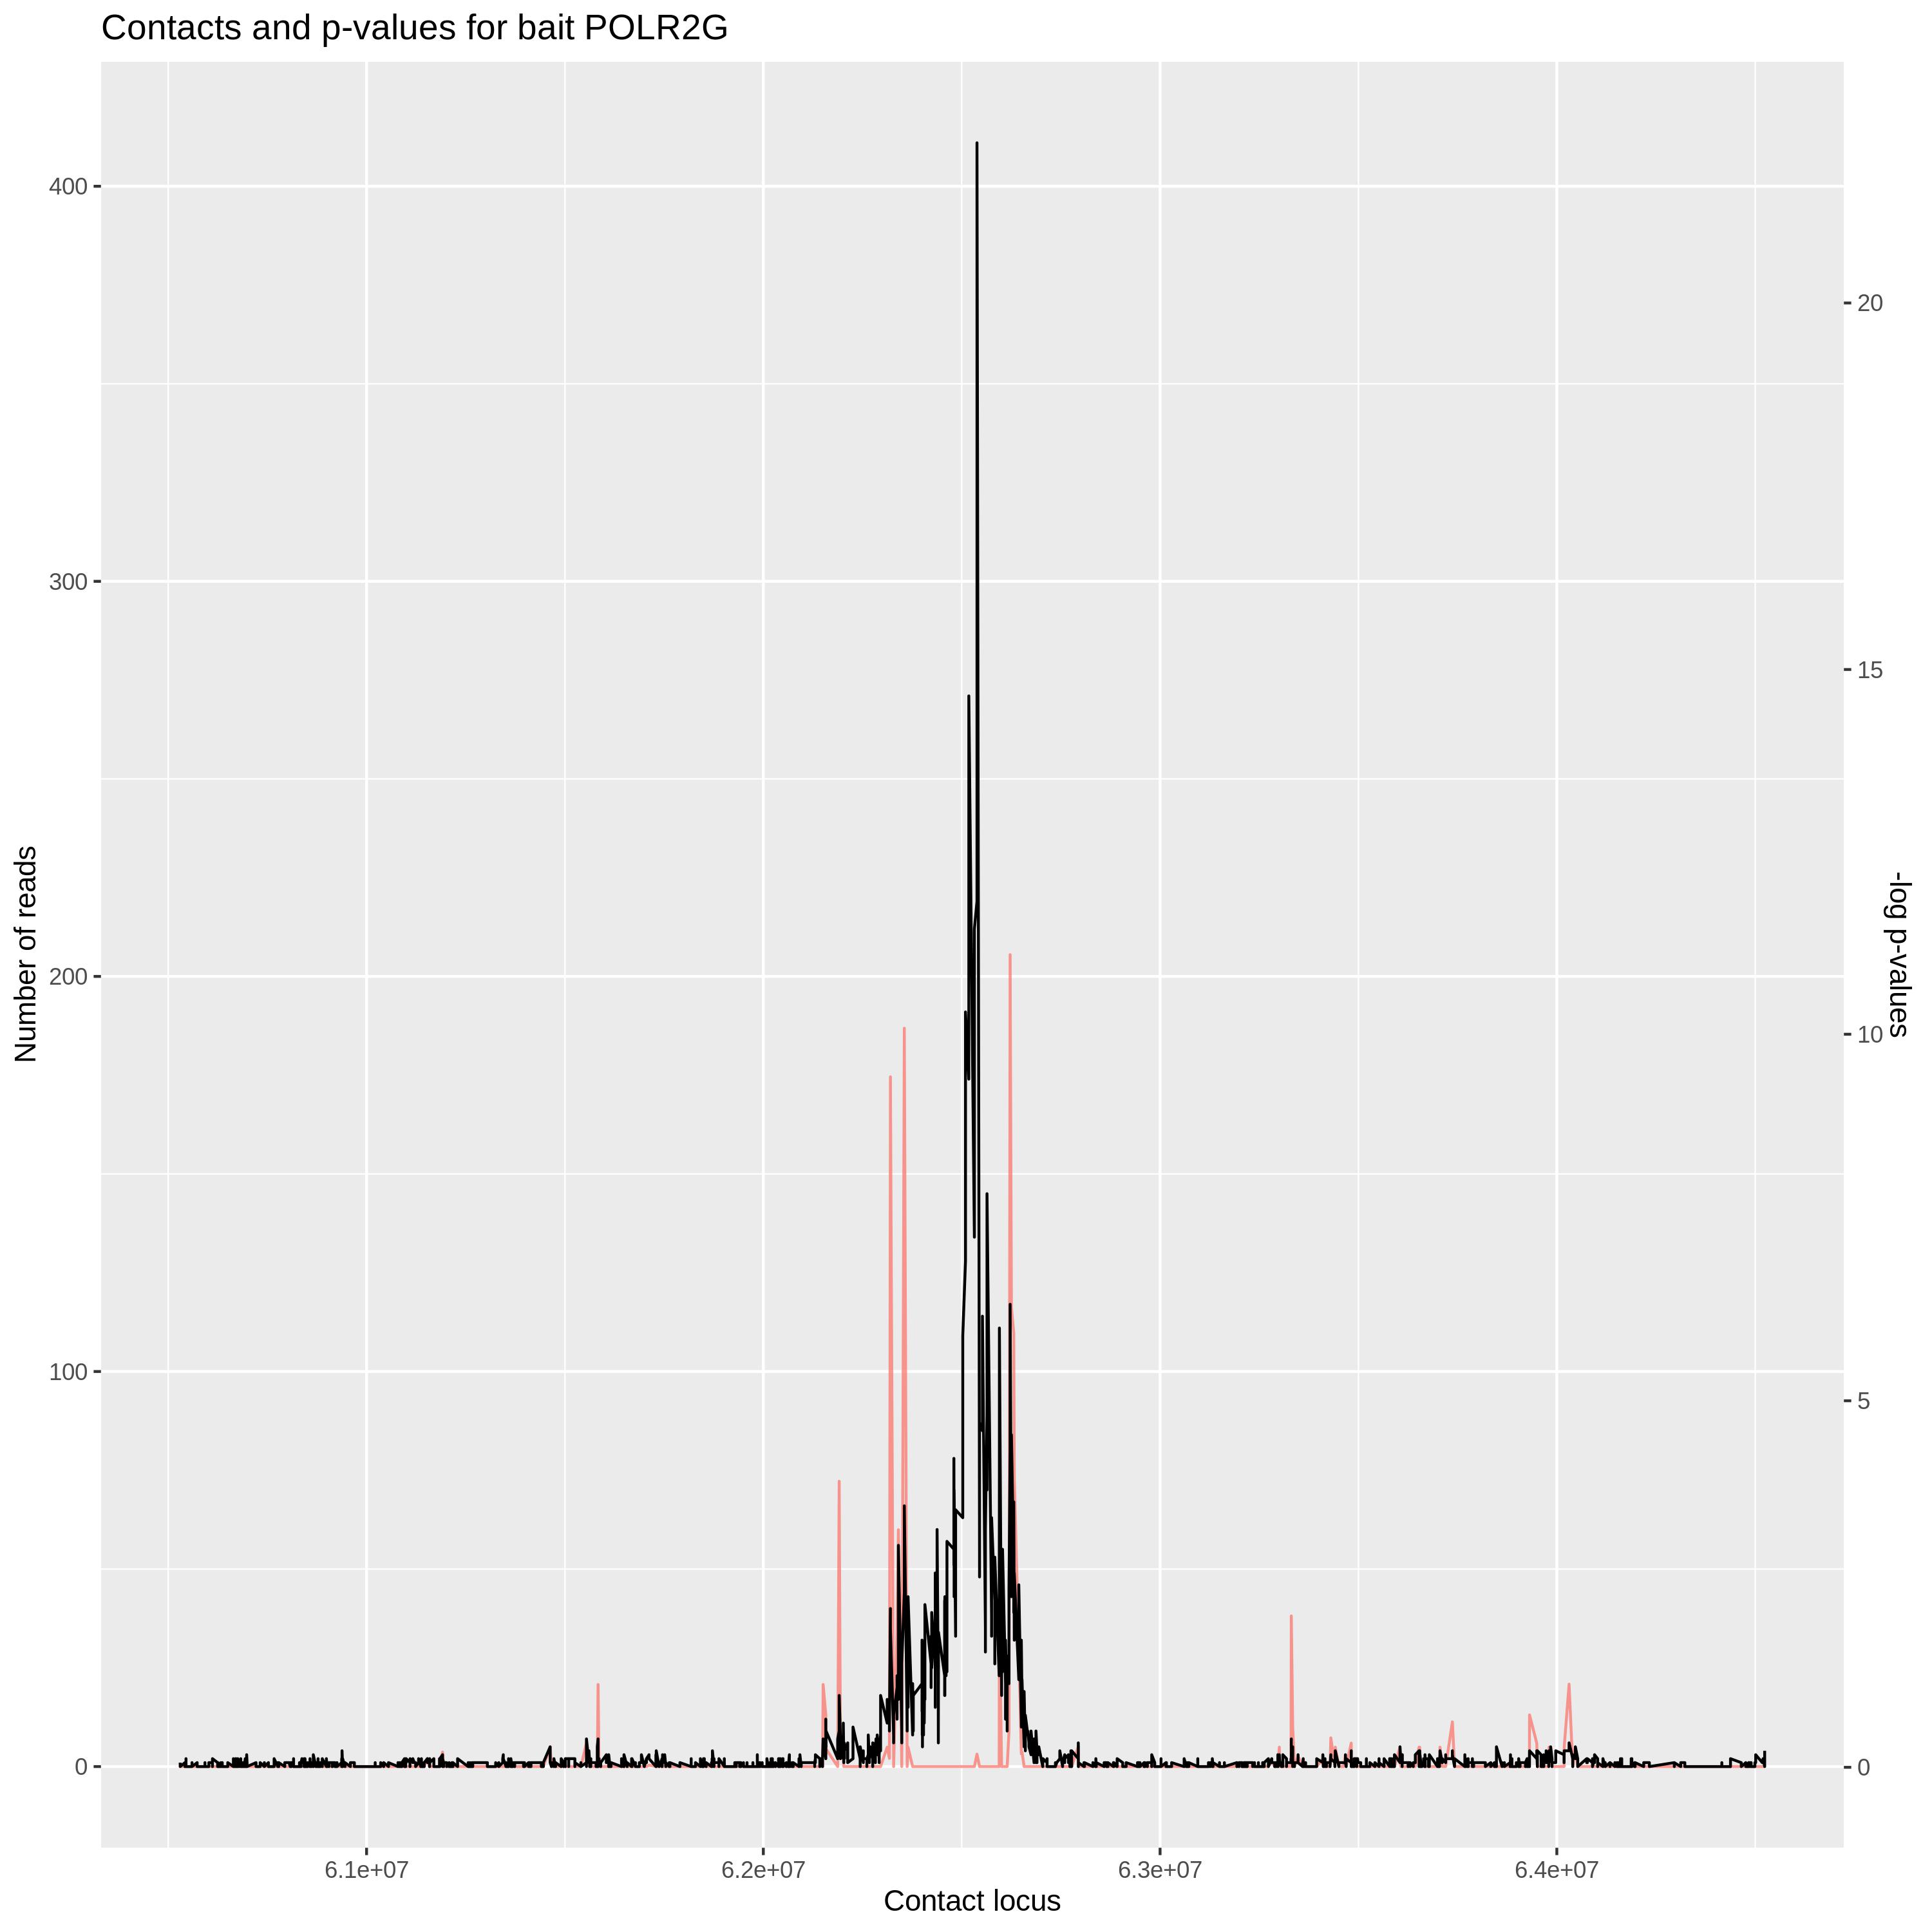 Contacts and p-values for bait POLR2G
Number of reads
400
300
200
100
0
20
15
10
5
0
-log p-values
6.1e+07 6.2e+07 6.3e+07 6.4e+07
Contact locus